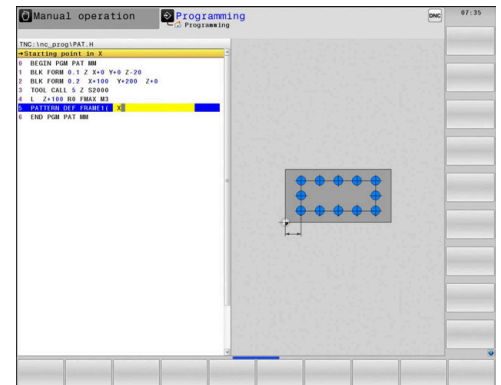 Manual operation
Programming
Programming
DNC
07:35
TNC:\nc_prog\PAT.H
→Starting point in X
0 BEGIN PGM PAT MM
1 BLK FORM 0.1 Z X+0 Y+0 Z-20
2 BLK FORM 0.2 X+100 Y+200 Z+0
3 TOOL CALL 5 Z S2000
4 L Z+100 R0 FMAX M3
5 PATTERN DEF FRAME1( X
6 END PGM PAT MM